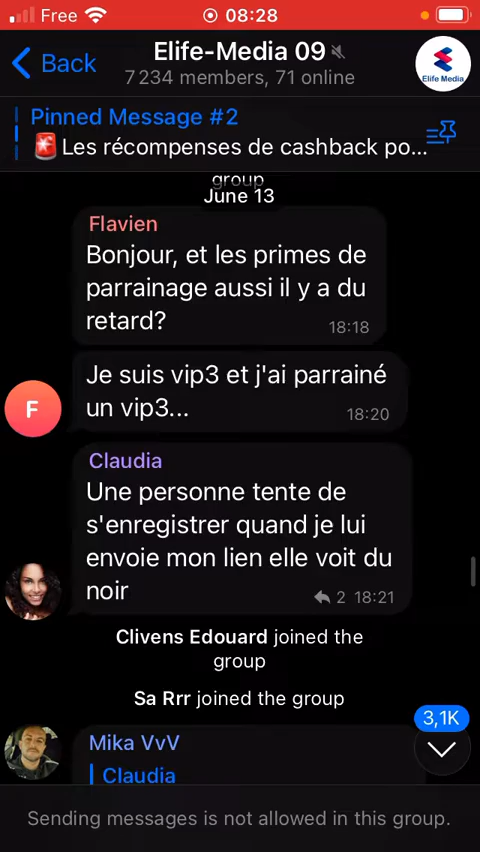 Free 08:28
Back
Elife-Media 09
7 234 members, 71 online
Elife Media
Pinned Message #2
Les récompenses de cashback po...
group
June 13
Flavien
Bonjour, et les primes de
parrainage aussi il y a du
retard?
18:18
Je suis vip3 et j'ai parrainé
un vip3...
18:20
F
Claudia
Une personne tente de
s'enregistrer quand je lui
envoie mon lien elle voit du
noir
2 18:21
Clivens Edouard joined the
group
Sa Rrr joined the group
3,1K
Mika VvV
Claudia
Sending messages is not allowed in this group.